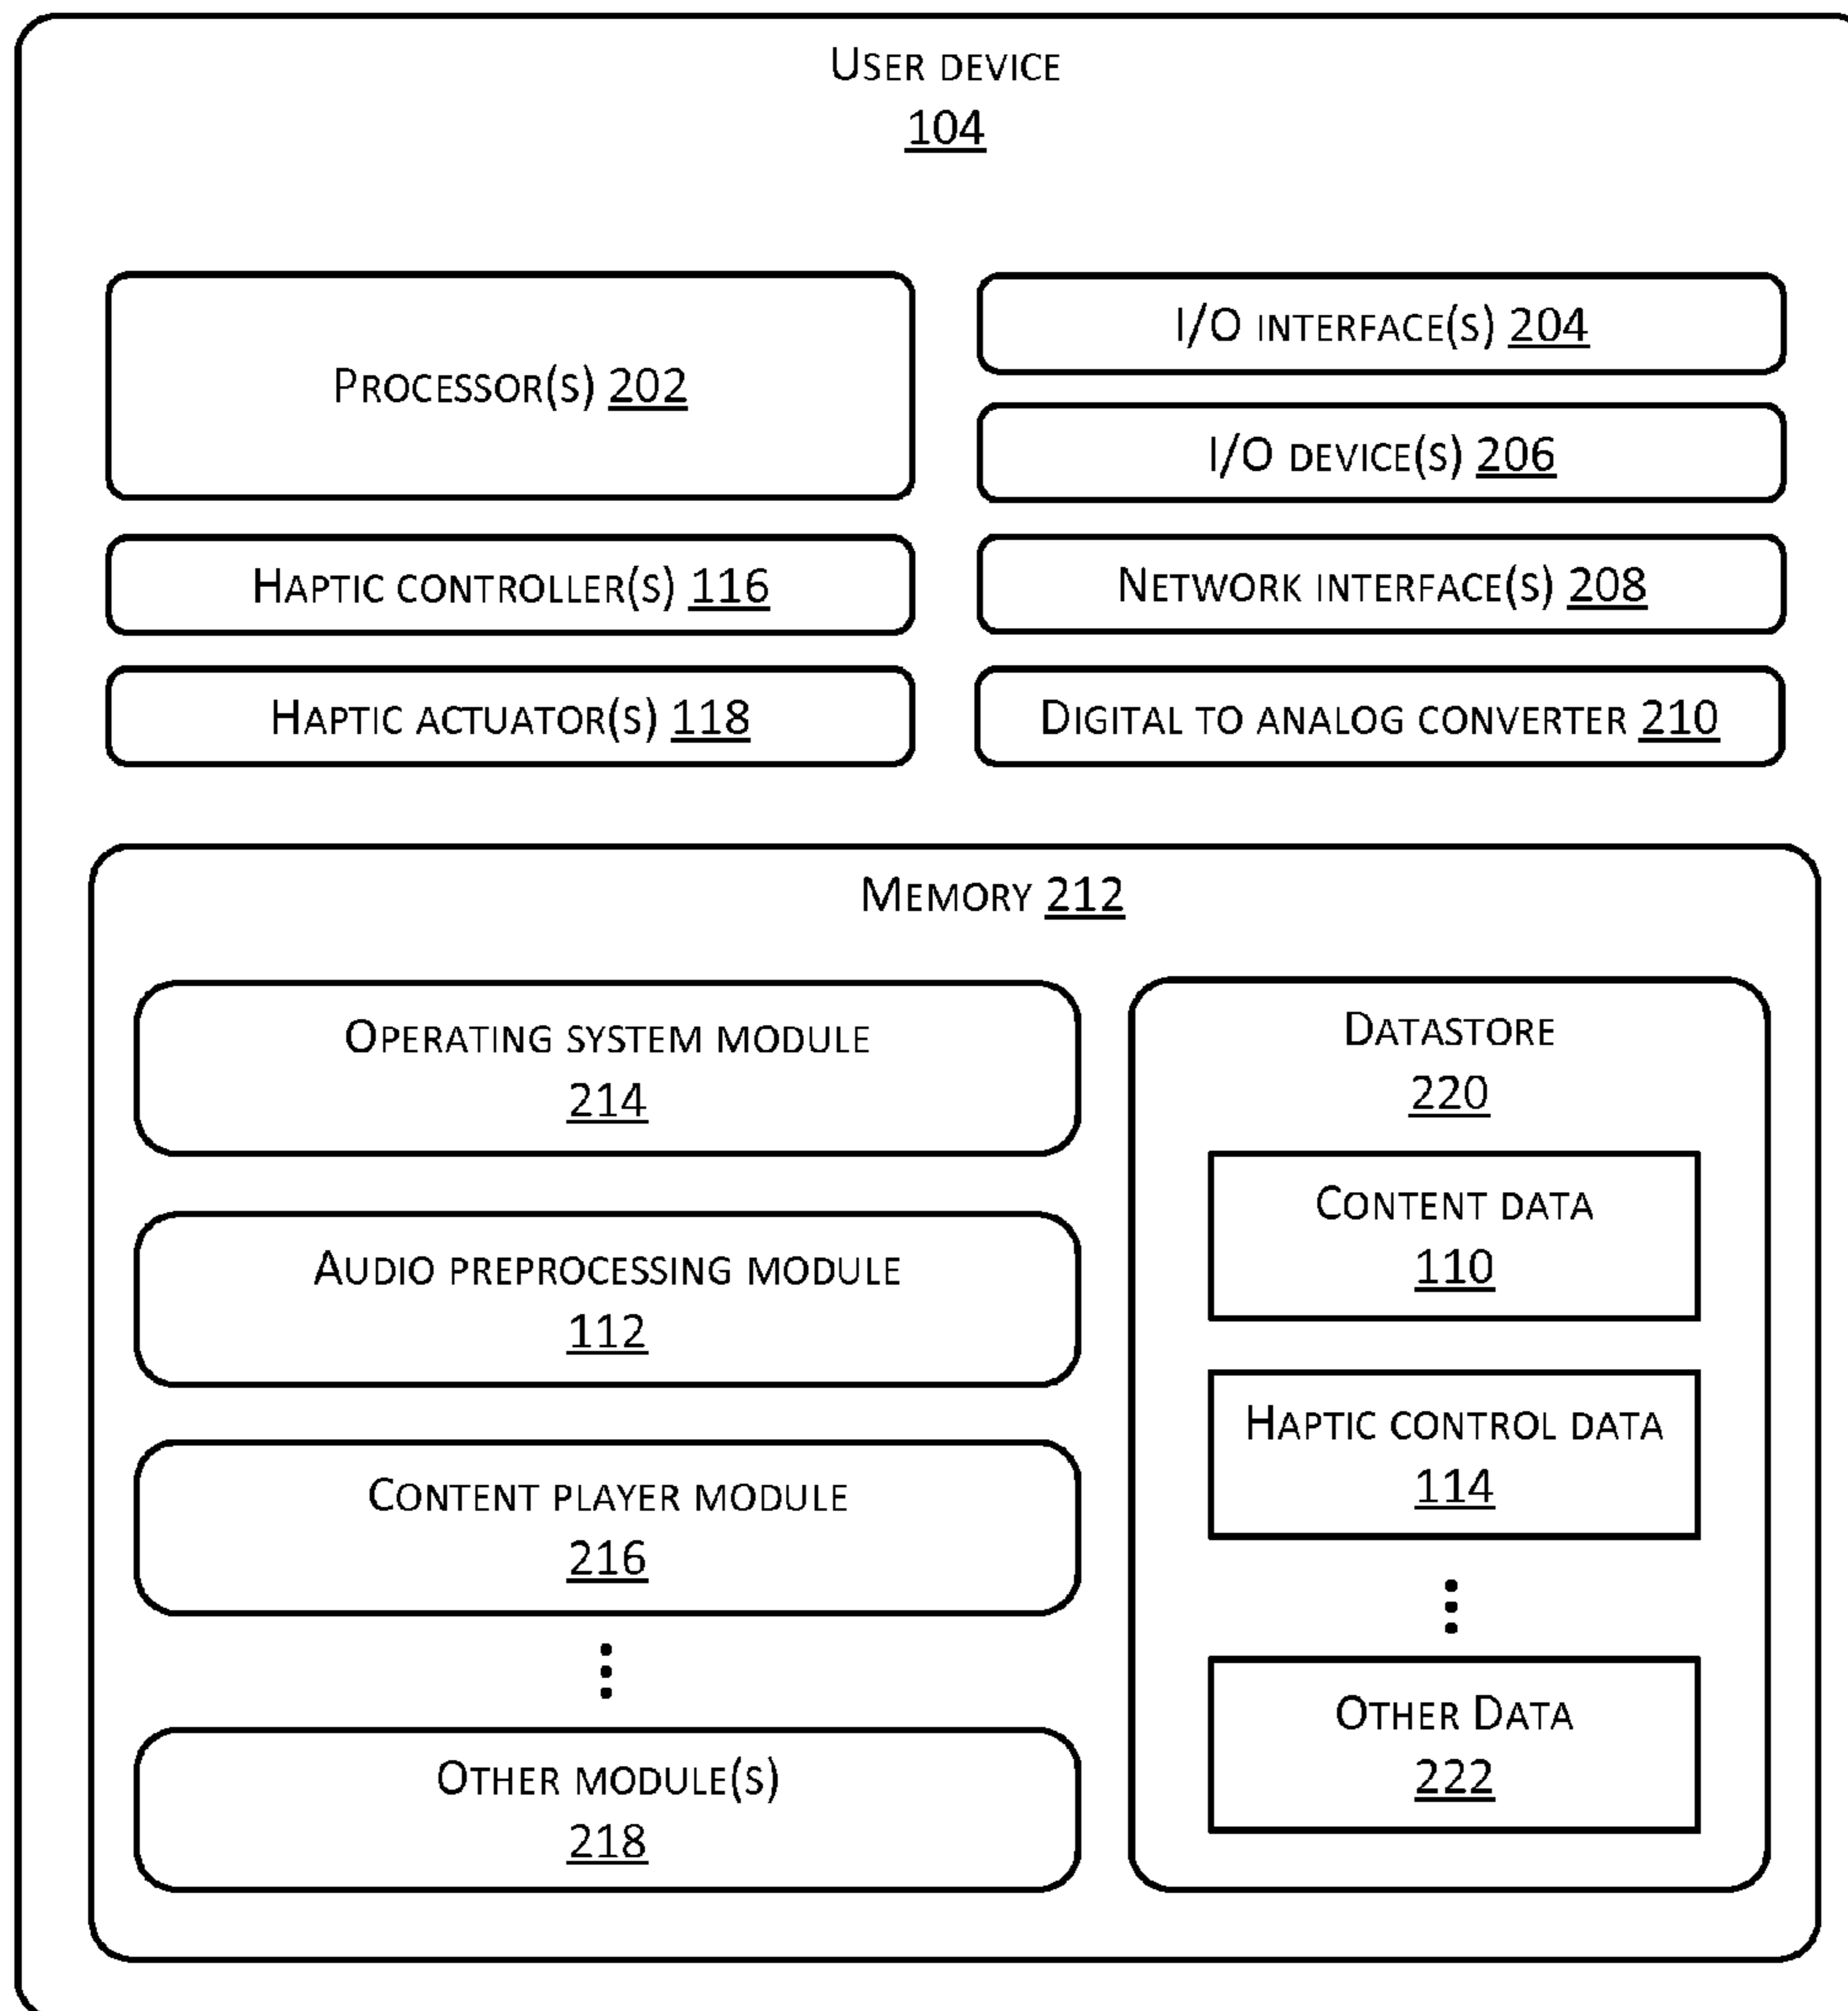 User device
104
Processor(s) 202
I/O interface(s) 204
I/O device(s) 206
Haptic controller(s) 116
Network interface(s) 208
Haptic actuator(s) 118
Digital to analog converter 210
Memory 212
Operating system module
214
Audio preprocessing module
112
Content player module
216
Other module(s)
218
Datastore
220
Content data
110
Haptic control data
114
Other Data
222